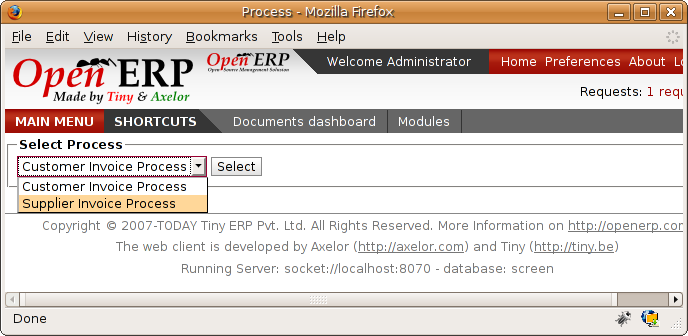 Process - Mozilla Firefox
File Edit View History Bookmarks Tools Help
Open ERP
Made by Tiny & Axelor
Open ERP
Open Source Management Solution
Welcome Administrator
Home Preferences About Lo
Requests: 1 requ
MAIN MENU SHORTCUTS Documents dashboard Modules
Select Process
Customer Invoice Process Select
Customer Invoice Process
Supplier Invoice Process
Copyright © 2007-TODAY Tiny ERP Pvt. Ltd. All Rights Reserved. More Information on http://openerp.com
The web client is developed by Axelor (http://axelor.com) and Tiny (http://tiny.be)
Running Server: socket://localhost:8070 - database: screen
Done